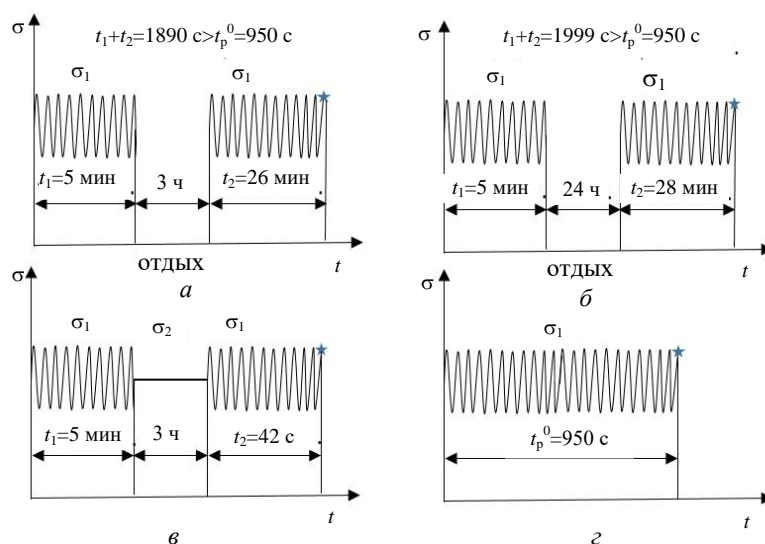 σ t₁+t₂=1890 с>tₚ⁰=950 с
σ₁ σ₁
t₁=5 мин 3 ч t₂=26 мин
отдых t
а
σ t₁+t₂=1999 с>tₚ⁰=950 с
σ₁ σ₁
t₁=5 мин 24 ч t₂=28 мин
отдых t
б
σ
σ₁ σ₂ σ₁
t₁=5 мин 3 ч t₂=42 с
t
в
σ
σ₁
tₚ⁰=950 с
t
г